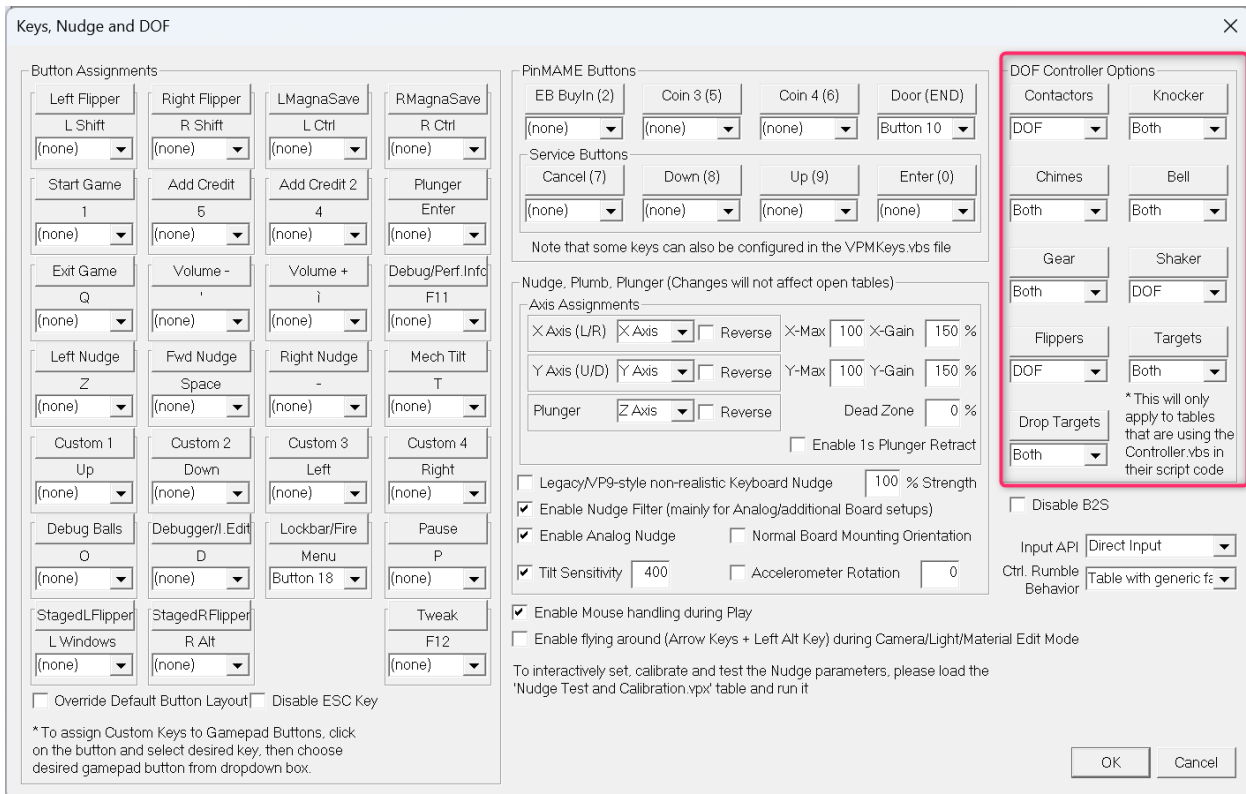 Keys, Nudge and DOF
Button Assignments
Left Flipper Right Flipper LMagnaSave RMagnaSave
L Shift R Shift L Ctrl R Ctrl
(none) (none) (none) (none)
Start Game Add Credit Add Credit 2 Plunger
1 5 4 Enter
(none) (none) (none) (none)
Exit Game Volume - Volume + Debug/Perf.Info
Q ' ì F11
(none) (none) (none) (none)
Left Nudge Fwd Nudge Right Nudge Mech Tilt
Z Space - T
(none) (none) (none) (none)
Custom 1 Custom 2 Custom 3 Custom 4
Up Down Left Right
(none) (none) (none) (none)
Debug Balls Debugger/I.Edit Lockbar/Fire Pause
O D Menu P
(none) (none) Button 18 (none)
StagedLFlipper StagedRFlipper Tweak
L Windows R Alt F12
(none) (none) (none)
Override Default Button Layout Disable ESC Key
*To assign Custom Keys to Gamepad Buttons, click
on the button and select desired key, then choose
desired gamepad button from dropdown box.
PinMAME Buttons
EB BuyIn (2) Coin 3 (5) Coin 4 (6) Door (END)
(none) (none) (none) Button 10
Service Buttons
Cancel (7) Down (8) Up (9) Enter (0)
(none) (none) (none) (none)
Note that some keys can also be configured in the VPMKeys.vbs file
Nudge, Plumb, Plunger (Changes will not affect open tables)
Axis Assignments
X Axis (L/R) X Axis Reverse X-Max 100 X-Gain 150 %
Y Axis (U/D) Y Axis Reverse Y-Max 100 Y-Gain 150 %
Plunger Z Axis Reverse Dead Zone 0 %
Enable 1s Plunger Retract
Legacy/VP9-style non-realistic Keyboard Nudge 100 % Strength
Enable Nudge Filter (mainly for Analog/additional Board setups)
Enable Analog Nudge Normal Board Mounting Orientation
Tilt Sensitivity 400 Accelerometer Rotation 0
Enable Mouse handling during Play
Enable flying around (Arrow Keys + Left Alt Key) during Camera/Light/Material Edit Mode
To interactively set, calibrate and test the Nudge parameters, please load the
'Nudge Test and Calibration.vpx' table and run it
DOF Controller Options
Contactors Knocker
DOF Both
Chimes Bell
Both Both
Gear Shaker
Both DOF
Flippers Targets
DOF Both
Drop Targets
Both
*This will only
apply to tables
that are using the
Controller.vbs in
their script code
Disable B2S
Input API Direct Input
Ctrl. Rumble
Behavior Table with generic fa
OK Cancel